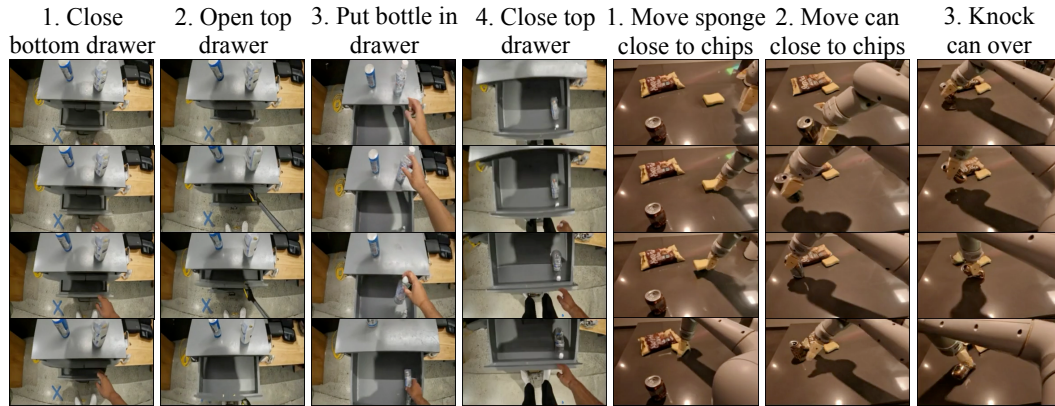 1. Close
bottom drawer
2. Open top
drawer
3. Put bottle in
drawer
4. Close top
drawer
1. Move sponge
close to chips
2. Move can
close to chips
3. Knock
can over